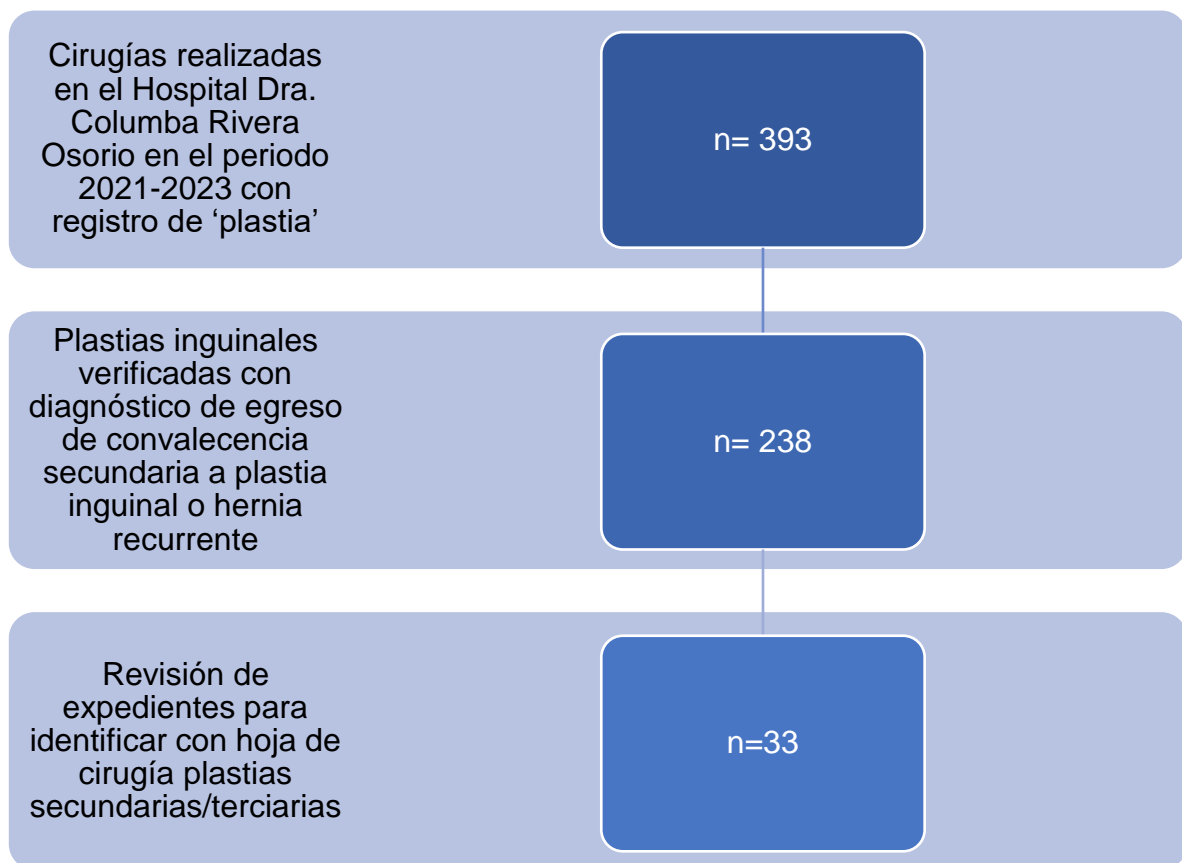 Cirugías realizadas
en el Hospital Dra.
Columba Rivera
Osorio en el periodo
2021-2023 con
registro de ‘plastia’
n= 393
Plastias inguinales
verificadas con
diagnóstico de egreso
de convalecencia
secundaria a plastia
inguinal o hernia
recurrente
n= 238
Revisión de
expedientes para
identificar con hoja de
cirugía plastias
secundarias/terciarias
n=33